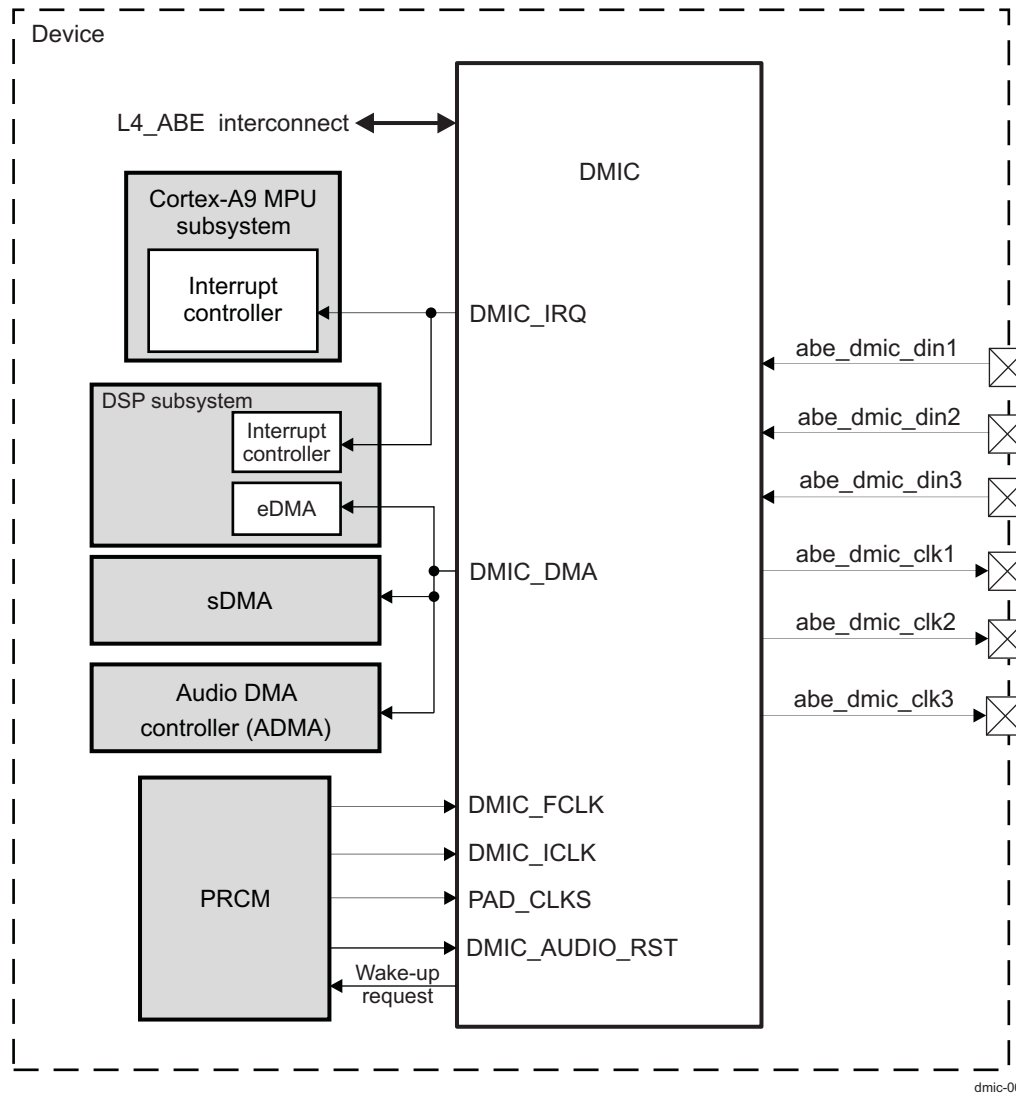 Device
L4_ABE interconnect
DMIC
Cortex-A9 MPU
subsystem
Interrupt
controller
DMIC_IRQ
abe_dmic_din1
DSP subsystem
Interrupt
controller
abe_dmic_din2
abe_dmic_din3
eDMA
DMIC_DMA
abe_dmic_clk1
sDMA
abe_dmic_clk2
Audio DMA
controller (ADMA)
abe_dmic_clk3
PRCM
DMIC_FCLK
DMIC_ICLK
PAD_CLKS
DMIC_AUDIO_RST
Wake-up
request